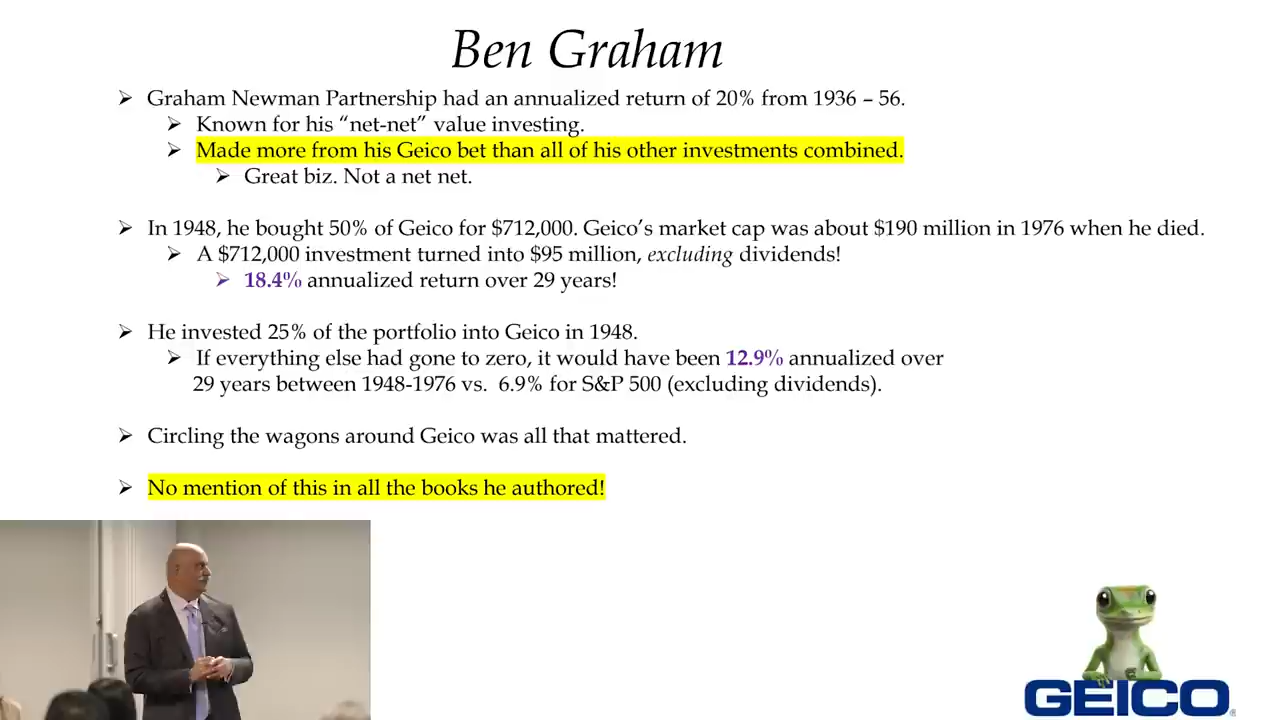 Ben Graham
Graham Newman Partnership had an annualized return of 20% from 1936 – 56.
Known for his “net-net” value investing.
Made more from his Geico bet than all of his other investments combined.
Great biz. Not a net net.
In 1948, he bought 50% of Geico for $712,000. Geico’s market cap was about $190 million in 1976 when he died.
A $712,000 investment turned into $95 million, excluding dividends!
18.4% annualized return over 29 years!
He invested 25% of the portfolio into Geico in 1948.
If everything else had gone to zero, it would have been 12.9% annualized over
29 years between 1948-1976 vs. 6.9% for S&P 500 (excluding dividends).
Circling the wagons around Geico was all that mattered.
No mention of this in all the books he authored!
GEICO®